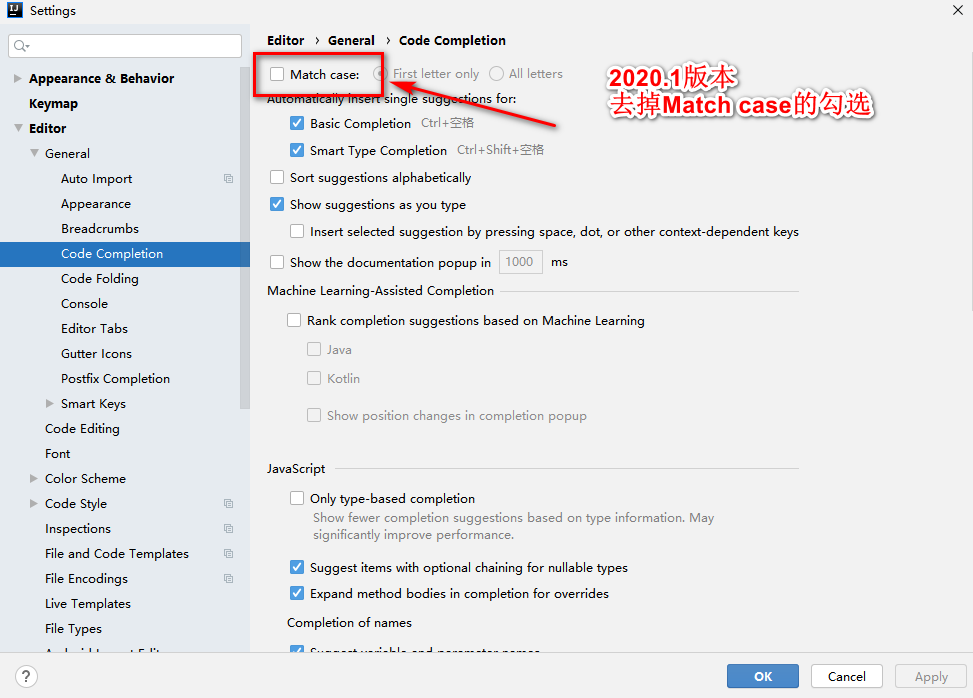 Settings
Editor › General › Code Completion
Appearance & Behavior
Keymap
Editor
General
Auto Import
Appearance
Breadcrumbs
Code Completion
Code Folding
Console
Editor Tabs
Gutter Icons
Postfix Completion
Smart Keys
Code Editing
Font
Color Scheme
Code Style
Inspections
File and Code Templates
File Encodings
Live Templates
File Types
Match case: First letter only All letters
2020.1版本
去掉Match case的勾选
Automatically insert single suggestions for:
Basic Completion Ctrl+空格
Smart Type Completion Ctrl+Shift+空格
Sort suggestions alphabetically
Show suggestions as you type
Insert selected suggestion by pressing space, dot, or other context-dependent keys
Show the documentation popup in 1000 ms
Machine Learning-Assisted Completion
Rank completion suggestions based on Machine Learning
Java
Kotlin
Show position changes in completion popup
JavaScript
Only type-based completion
Show fewer completion suggestions based on type information. May
significantly improve performance.
Suggest items with optional chaining for nullable types
Expand method bodies in completion for overrides
Completion of names
Suggest variable and parameter names
? OK Cancel Apply